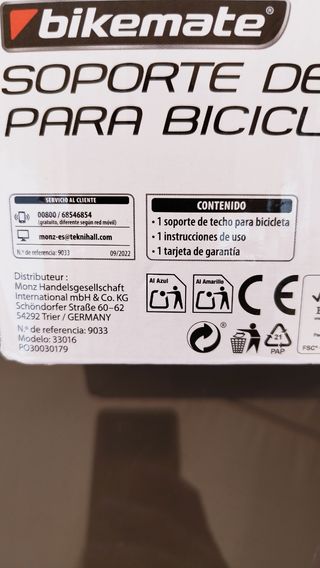 bikemate®
SOPORTE DE
PARA BICICL
SERVICIO AL CLIENTE
00800 / 68546854
(gratuito, diferente según red móvil)
monz-es@teknihall.com
N.º de referencia: 9033 09/2022
CONTENIDO
• 1 soporte de techo para bicicleta
• 1 instrucciones de uso
• 1 tarjeta de garantía
Distributeur :
Monz Handelsgesellschaft
International mbH & Co. KG
Schöndorfer Straße 60–62
54292 Trier / GERMANY
N.º de referencia: 9033
Modelo: 33016
PO30030179
Al Azul
Al Amarillo
CE
21
PAP
FSC®